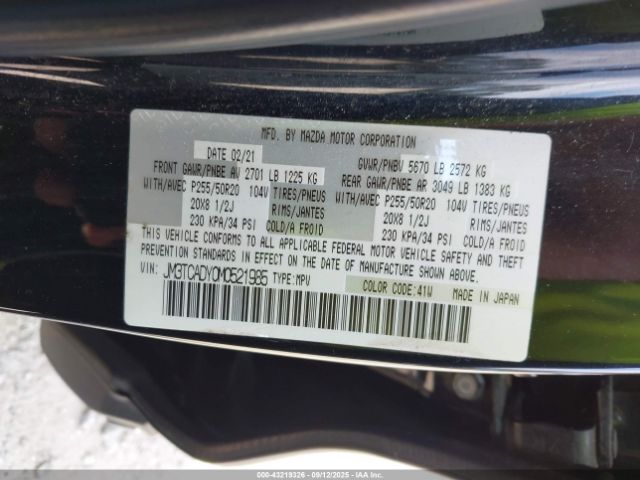 MFD. BY MAZDA MOTOR CORPORATION
DATE 02/21 GVWR/PNBV 5670 LB 2572 KG
FRONT GAWR/PNBE AV 2701 LB 1225 KG REAR GAWR/PNBE AR 3049 LB 1383 KG
WITH/AVEC P255/50R20 104V TIRES/PNEUS WITH/AVEC P255/50R20 104V TIRES/PNEUS
20X8 1/2J RIMS/JANTES 20X8 1/2J RIMS/JANTES
230 KPA/34 PSI COLD/A FROID 230 KPA/34 PSI COLD/A FROID
THIS VEHICLE CONFORMS TO ALL APPLICABLE FEDERAL MOTOR VEHICLE SAFETY AND THEFT
PREVENTION STANDARDS IN EFFECT ON THE DATE OF MANUFACTURE SHOWN ABOVE.
VIN: JM3TCADY0M0521985 TYPE:MPV COLOR CODE:41W MADE IN JAPAN
000-43219326 - 09/12/2025 - IAA Inc.